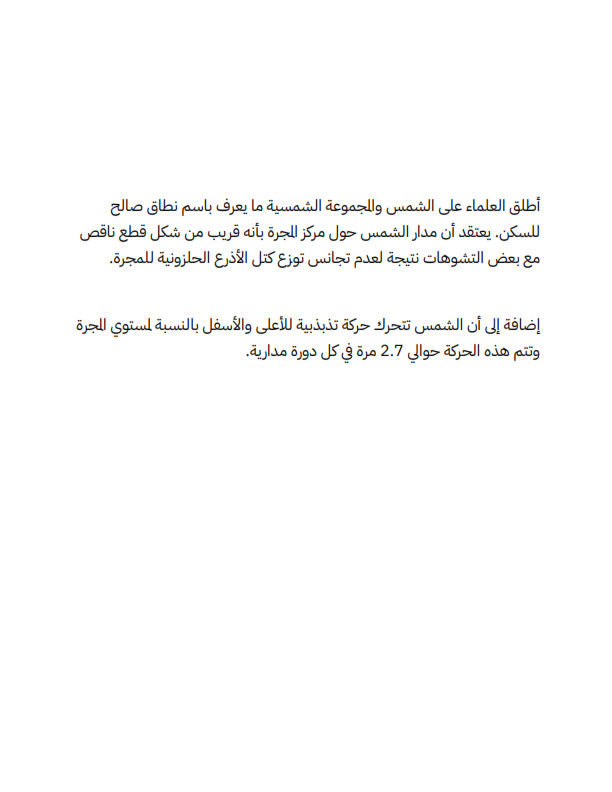 أطلق العلماء على الشمس والمجموعة الشمسية ما يعرف باسم نطاق صالح
للسكن. يعتقد أن مدار الشمس حول مركز المجرة بأنه قريب من شكل قطع ناقص
مع بعض التشوهات نتيجة لعدم تجانس توزع كتل الأذرع الحلزونية للمجرة.
إضافة إلى أن الشمس تتحرك حركة تذبذبية للأعلى والأسفل بالنسبة لمستوي المجرة
وتتم هذه الحركة حوالي 2.7 مرة في كل دورة مدارية.